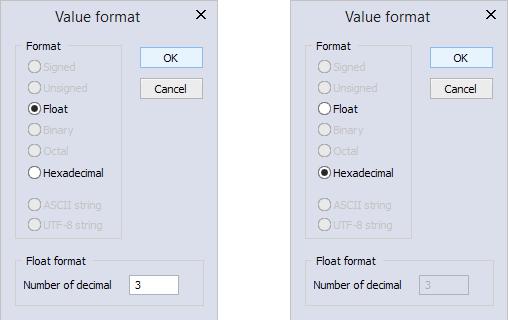 Value format
Format
Signed
OK
Unsigned
Cancel
Float
Binary
Octal
Hexadecimal
ASCII string
UTF-8 string
Float format
Number of decimal 3
Value format
Format
Signed
OK
Unsigned
Cancel
Float
Binary
Octal
Hexadecimal
ASCII string
UTF-8 string
Float format
Number of decimal 3